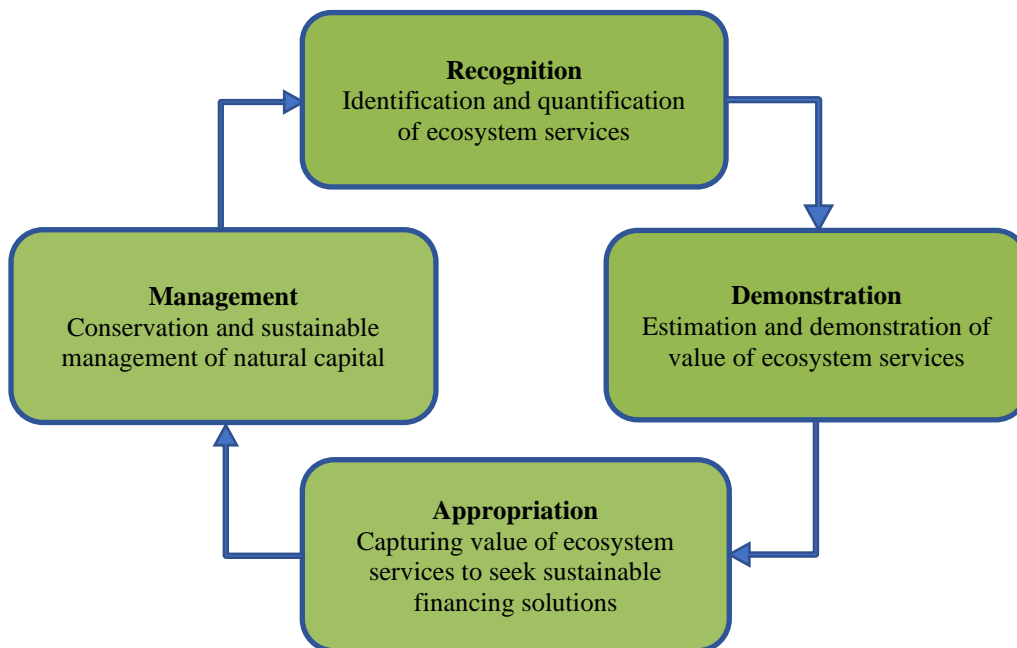 Recognition
Identification and quantification
of ecosystem services
Management
Conservation and sustainable
management of natural capital
Demonstration
Estimation and demonstration of
value of ecosystem services
Appropriation
Capturing value of ecosystem
services to seek sustainable
financing solutions